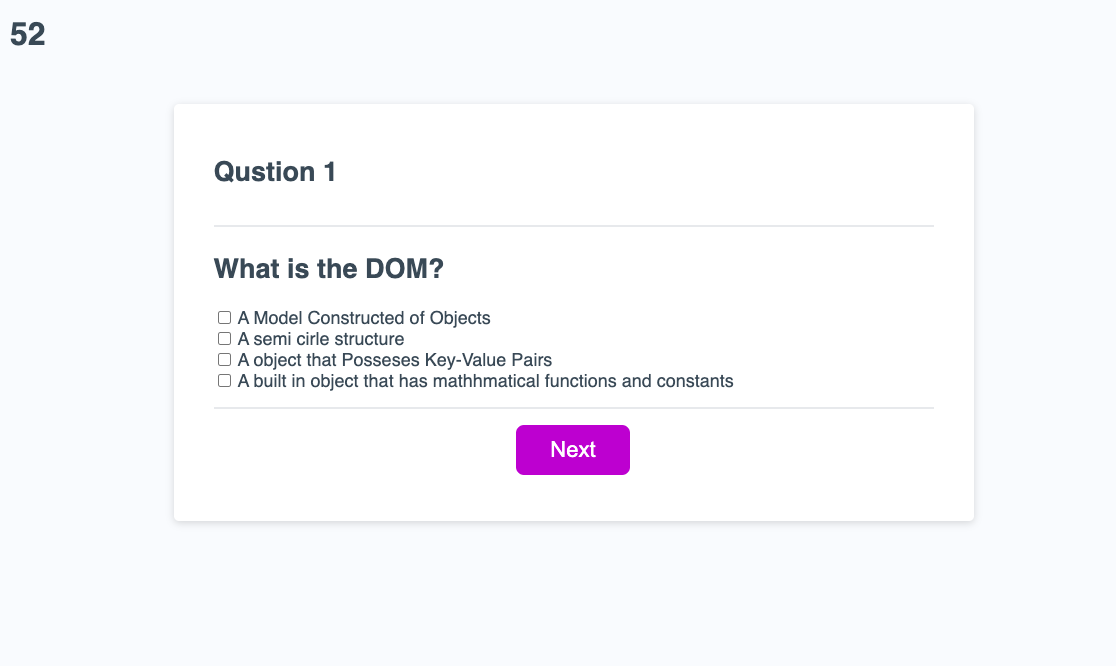 52
Qustion 1
What is the DOM?
A Model Constructed of Objects
A semi cirle structure
A object that Posseses Key-Value Pairs
A built in object that has mathhmatical functions and constants
Next